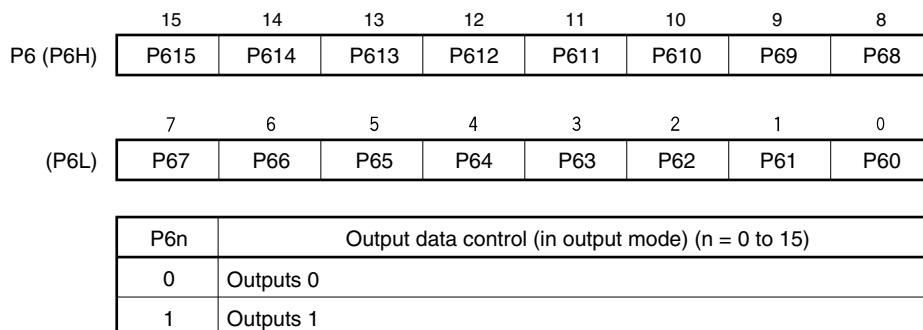 15 14 13 12 11 10 9 8
P6 (P6H) P615 P614 P613 P612 P611 P610 P69 P68
7 6 5 4 3 2 1 0
(P6L) P67 P66 P65 P64 P63 P62 P61 P60
P6n Output data control (in output mode) (n = 0 to 15)
0 Outputs 0
1 Outputs 1